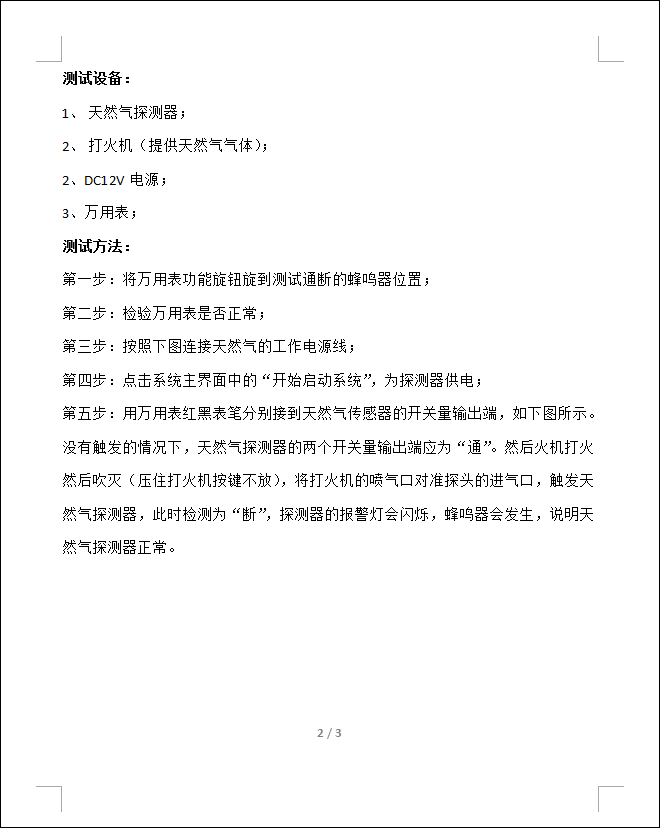 测试设备：
1、 天然气探测器；
2、 打火机（提供天然气气体）；
2、DC12V 电源；
3、万用表；
测试方法：
第一步：将万用表功能旋钮旋到测试通断的蜂鸣器位置；
第二步：检验万用表是否正常；
第三步：按照下图连接天然气的工作电源线；
第四步：点击系统主界面中的“开始启动系统”，为探测器供电；
第五步：用万用表红黑表笔分别接到天然气传感器的开关量输出端，如下图所示。
没有触发的情况下，天然气探测器的两个开关量输出端应为“通”。然后火机打火
然后吹灭（压住打火机按键不放），将打火机的喷气口对准探头的进气口，触发天
然气探测器，此时检测为“断”，探测器的报警灯会闪烁，蜂鸣器会发生，说明天
然气探测器正常。
2 / 3